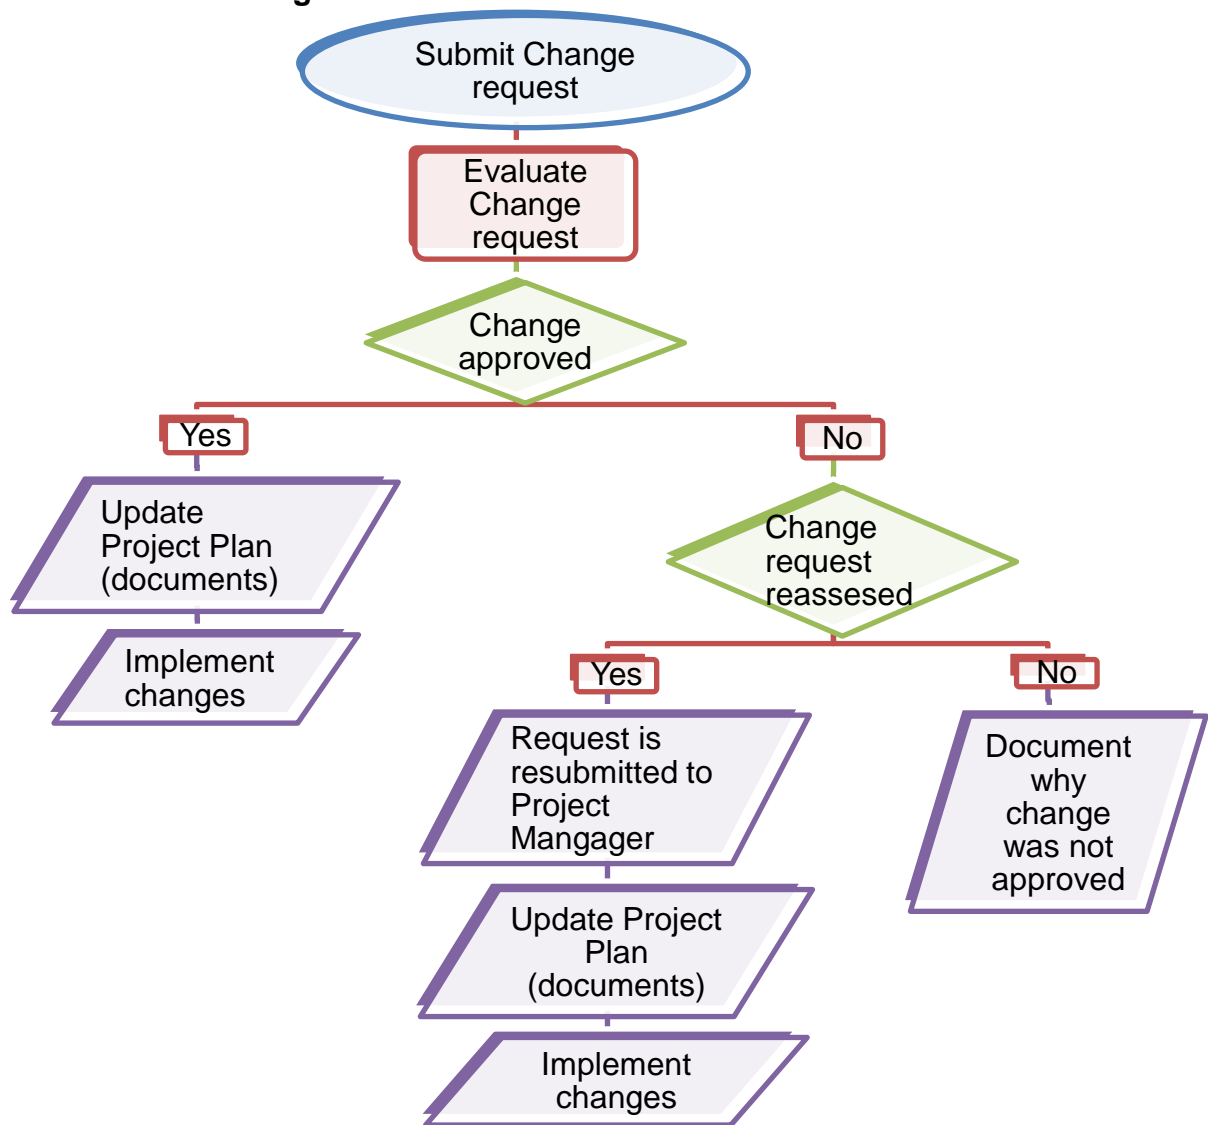 Submit Change
request
Evaluate
Change
request
Change
approved
Yes
No
Update
Project Plan
(documents)
Implement
changes
Change
request
reassesed
Yes
No
Request is
resubmitted to
Project
Mangager
Document
why
change
was not
approved
Update Project
Plan
(documents)
Implement
changes